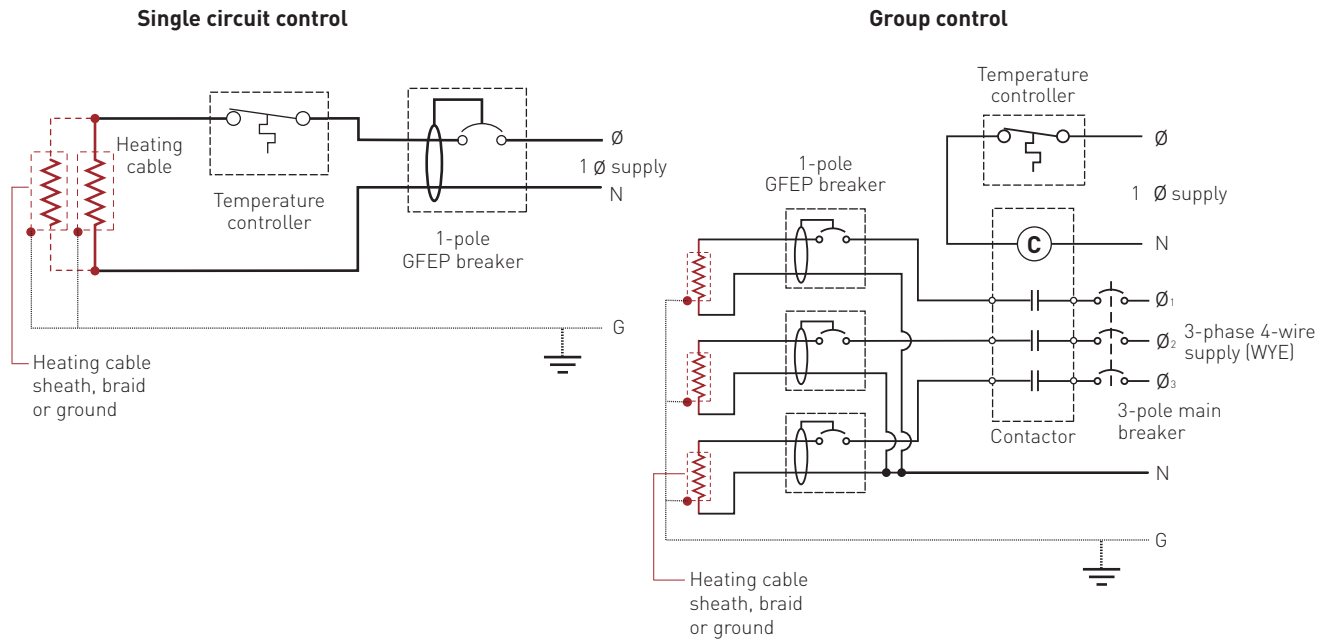 Single circuit control
Heating
cable
Temperature
controller
1-pole
GFEP breaker
Ø
1 Ø supply
N
G
Heating cable
sheath, braid
or ground
Group control
Temperature
controller
Ø
1 Ø supply
N
1-pole
GFEP breaker
C
Ø1
Ø2
Ø3
3-phase 4-wire
supply (WYE)
Contactor
3-pole main
breaker
N
G
Heating cable
sheath, braid
or ground